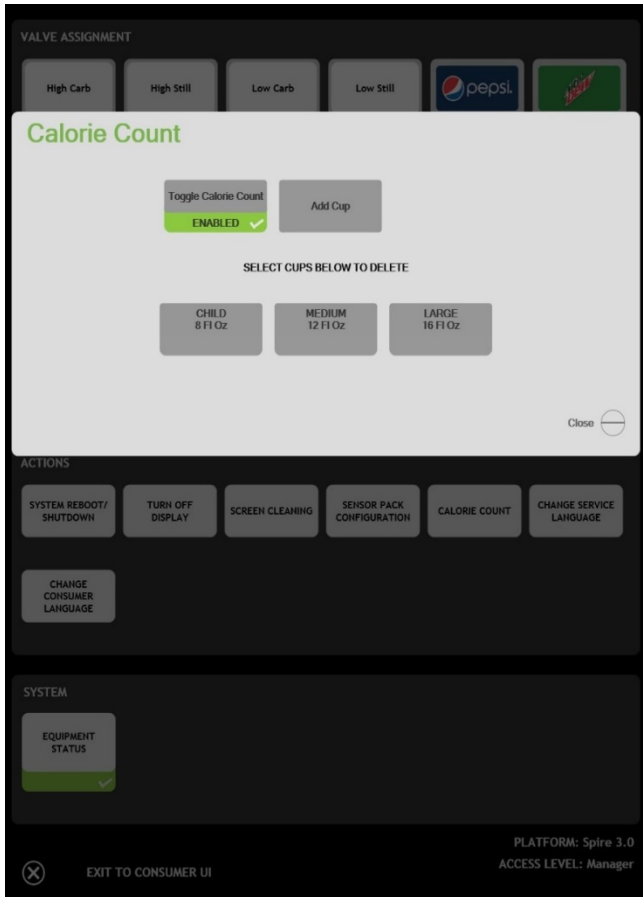 VALVE ASSIGNMENT
High Carb
High Still
Low Carb
Low Still
pepsi
Calorie Count
Toggle Calorie Count
ENABLED
Add Cup
SELECT CUPS BELOW TO DELETE
CHILD
8 Fl Oz
MEDIUM
12 Fl Oz
LARGE
16 Fl Oz
Close
ACTIONS
SYSTEM REBOOT/
SHUTDOWN
TURN OFF
DISPLAY
SCREEN CLEANING
SENSOR PACK
CONFIGURATION
CALORIE COUNT
CHANGE SERVICE
LANGUAGE
CHANGE
CONSUMER
LANGUAGE
SYSTEM
EQUIPMENT
STATUS
PLATFORM: Spire 3.0
EXIT TO CONSUMER UI
ACCESS LEVEL: Manager